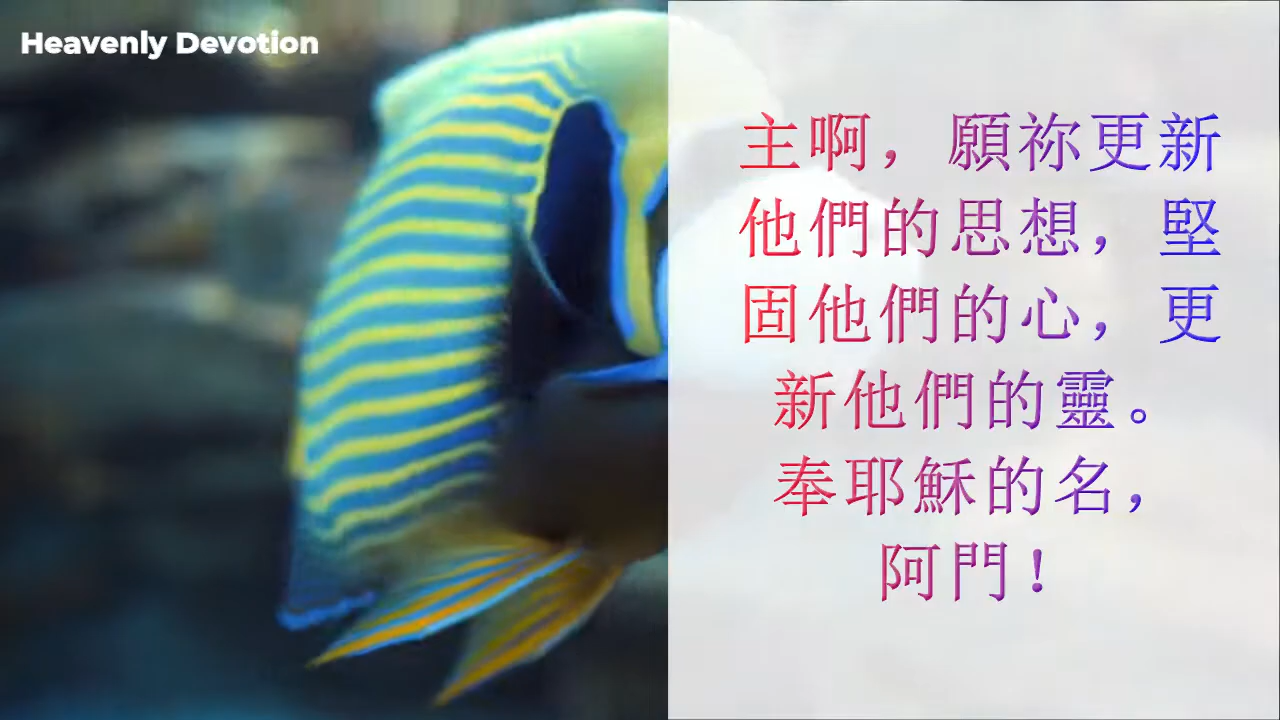 Heavenly Devotion
主啊，願祢更新
他們的思想，堅
固他們的心，更
新他們的靈。
奉耶穌的名，
阿門！